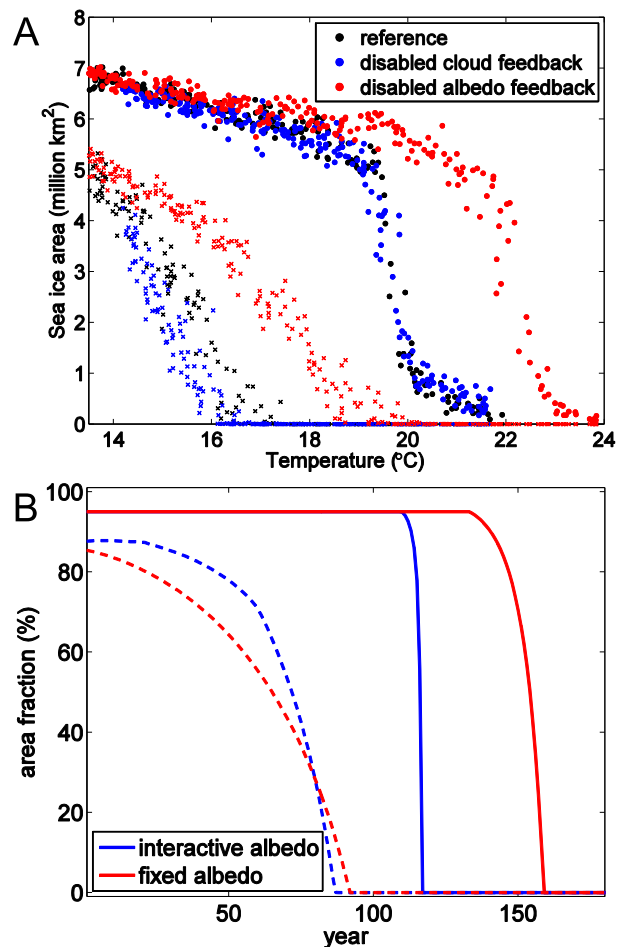 A
reference
disabled cloud feedback
disabled albedo feedback
Sea ice area (million km²)
8
7
6
5
4
3
2
1
0
14 16 18 20 22 24
Temperature (ºC)
B
area fraction (%)
100
80
60
40
20
0
interactive albedo
fixed albedo
50 100 150
year